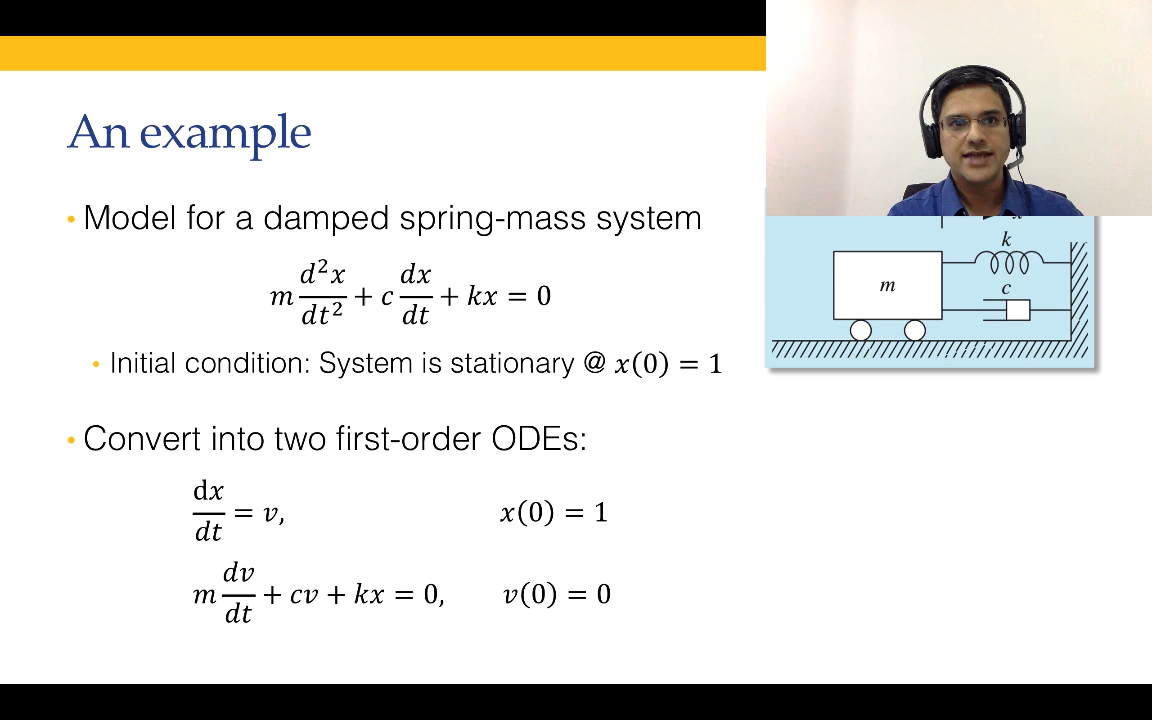 An example
• Model for a damped spring-mass system
m d²x/dt² + c dx/dt + kx = 0
• Initial condition: System is stationary @ x(0) = 1
• Convert into two first-order ODEs:
dx/dt = v, x(0) = 1
m dv/dt + cv + kx = 0, v(0) = 0
k
m
c